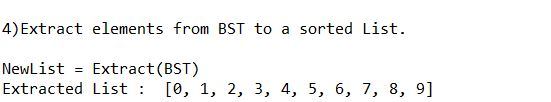 4)Extract elements from BST to a sorted List.
NewList = Extract(BST)
Extracted List :  [0, 1, 2, 3, 4, 5, 6, 7, 8, 9]